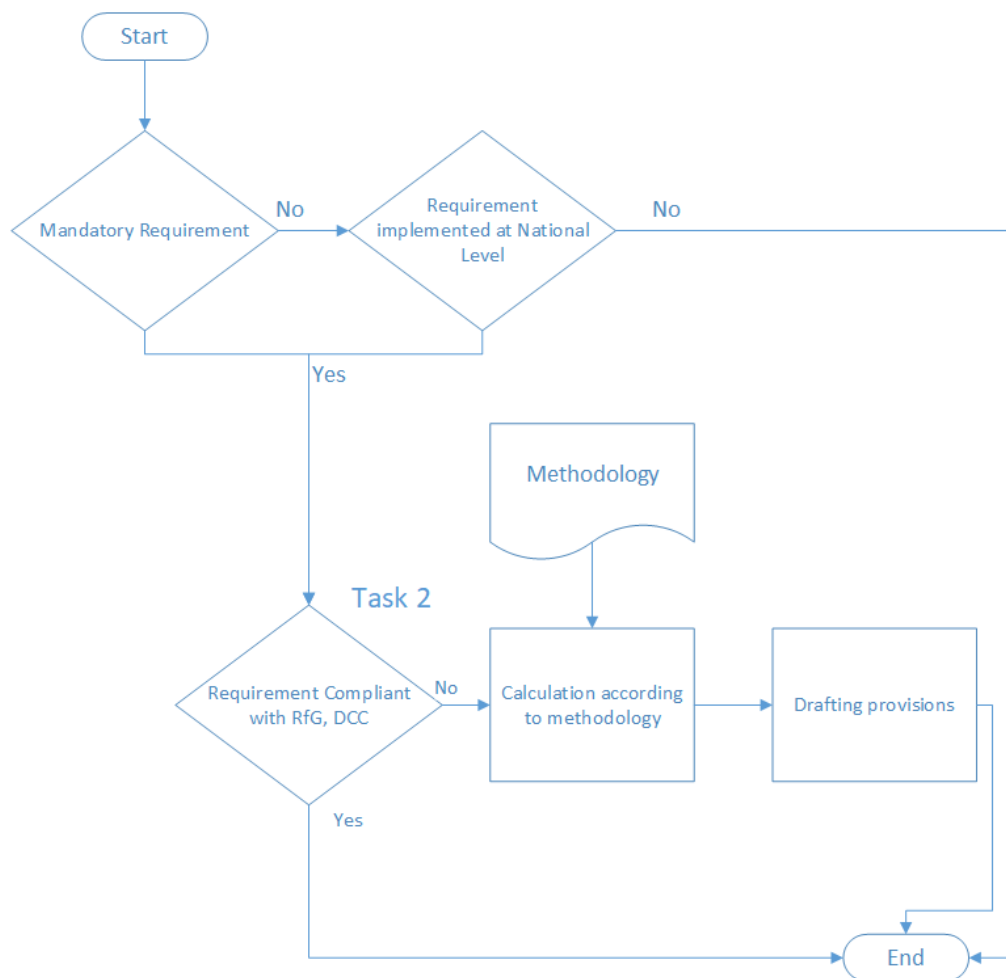 Start
Mandatory Requirement
No
Requirement
implemented at National
Level
No
Yes
Methodology
Task 2
Requirement Compliant
with RfG, DCC
No
Calculation according
to methodology
Drafting provisions
Yes
End